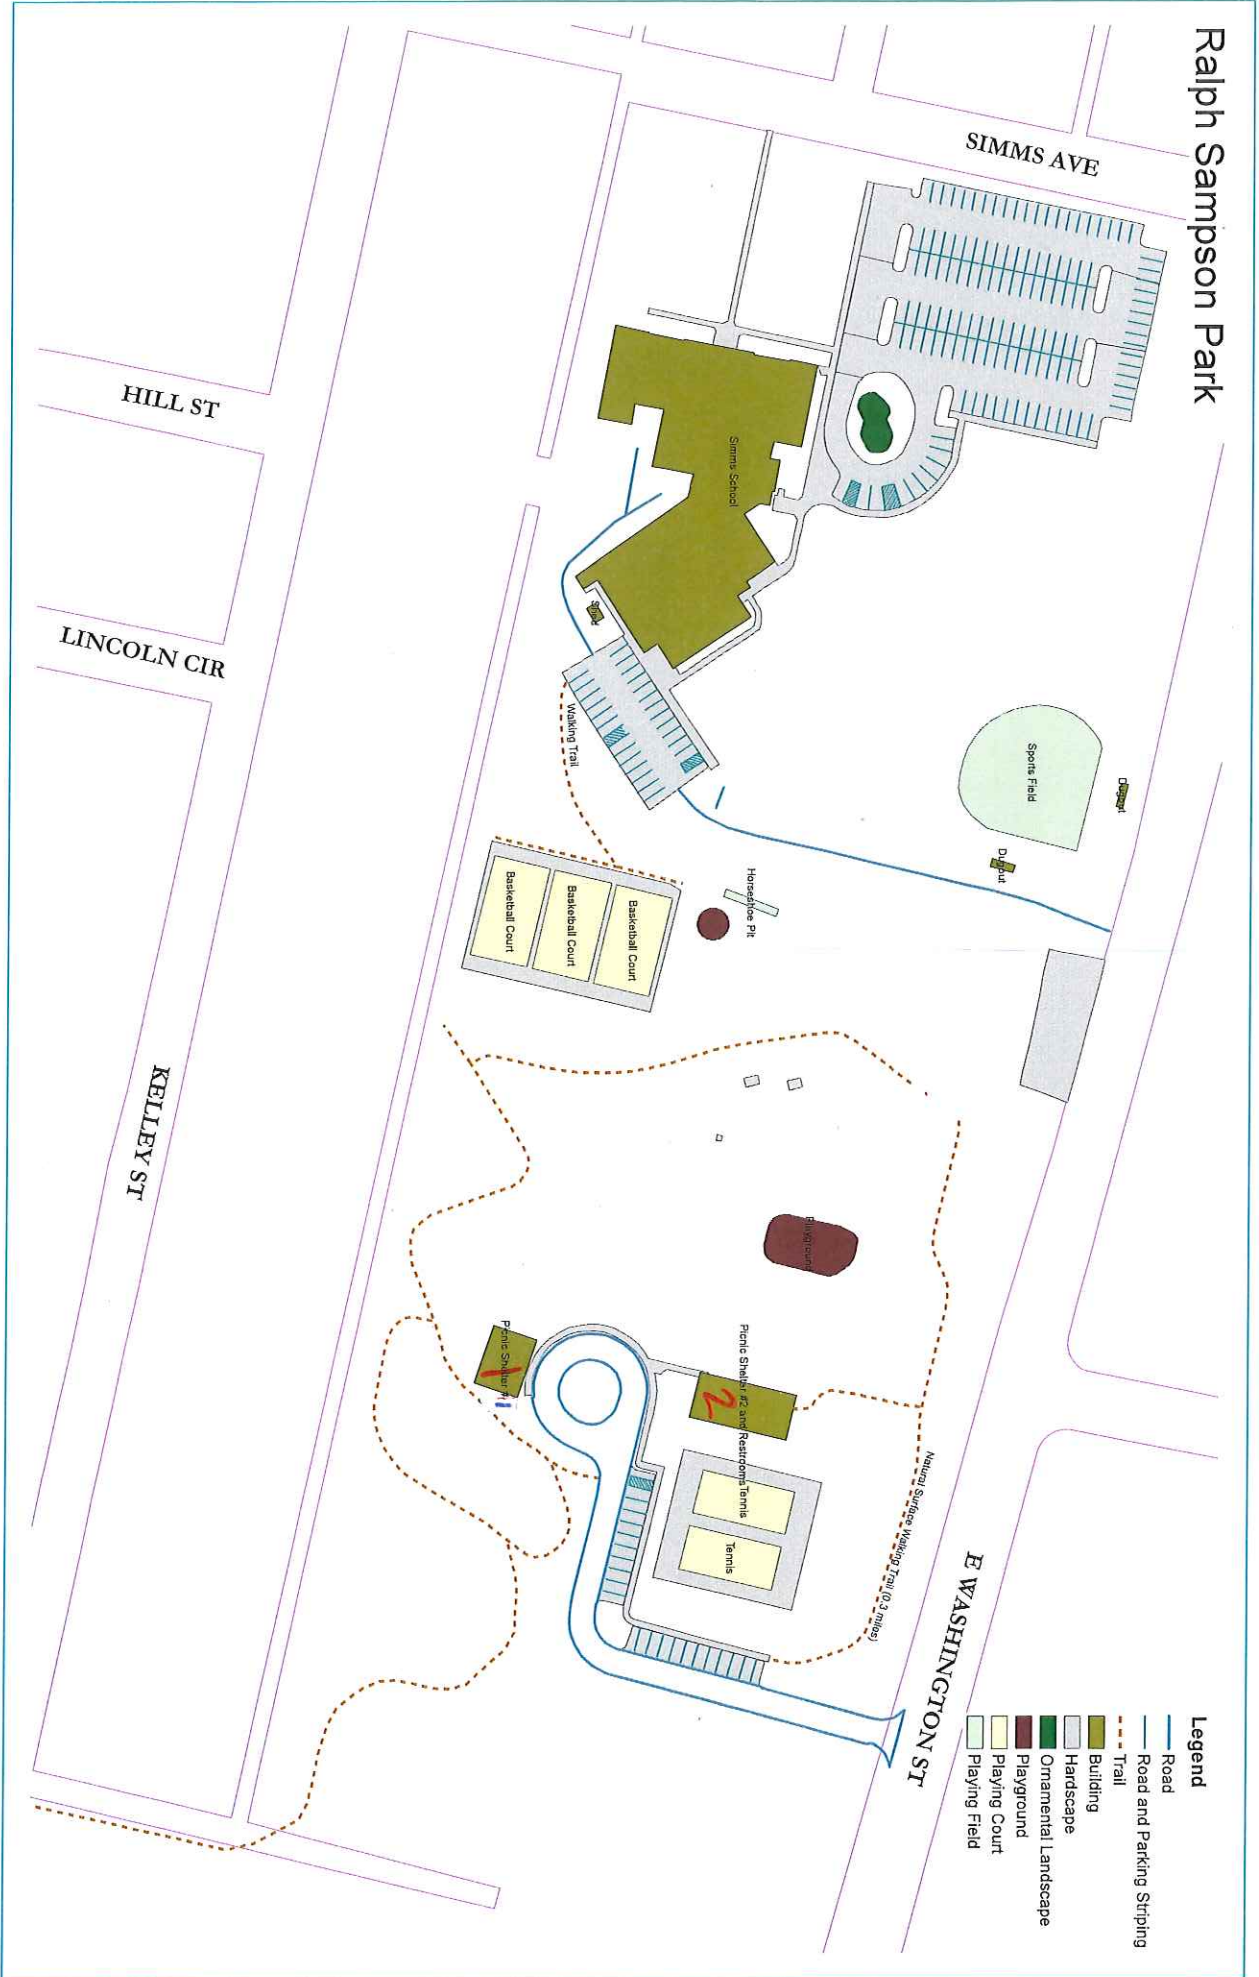 Ralph Sampson Park
SIMMS AVE
HILL ST
LINCOLN CIR
KELLEY ST
E WASHINGTON ST
Simms School
Shed
Walking Trail
Sports Field
Dugout
Dugout
Horseshoe Pit
Basketball Court
Basketball Court
Basketball Court
Playground
Picnic Shelter #1
1
1
Picnic Shelter #2 and Restrooms
2
Tennis
Tennis
Natural Surface Walking Trail (0.3 miles)
Legend
Road
Road and Parking Striping
Trail
Building
Hardscape
Ornamental Landscape
Playground
Playing Court
Playing Field